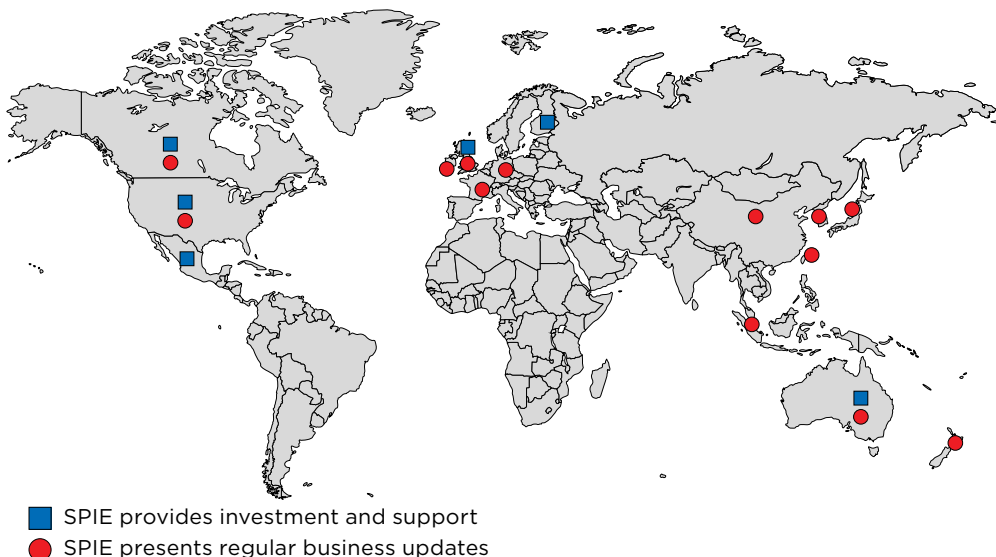 SPIE provides investment and support
SPIE presents regular business updates